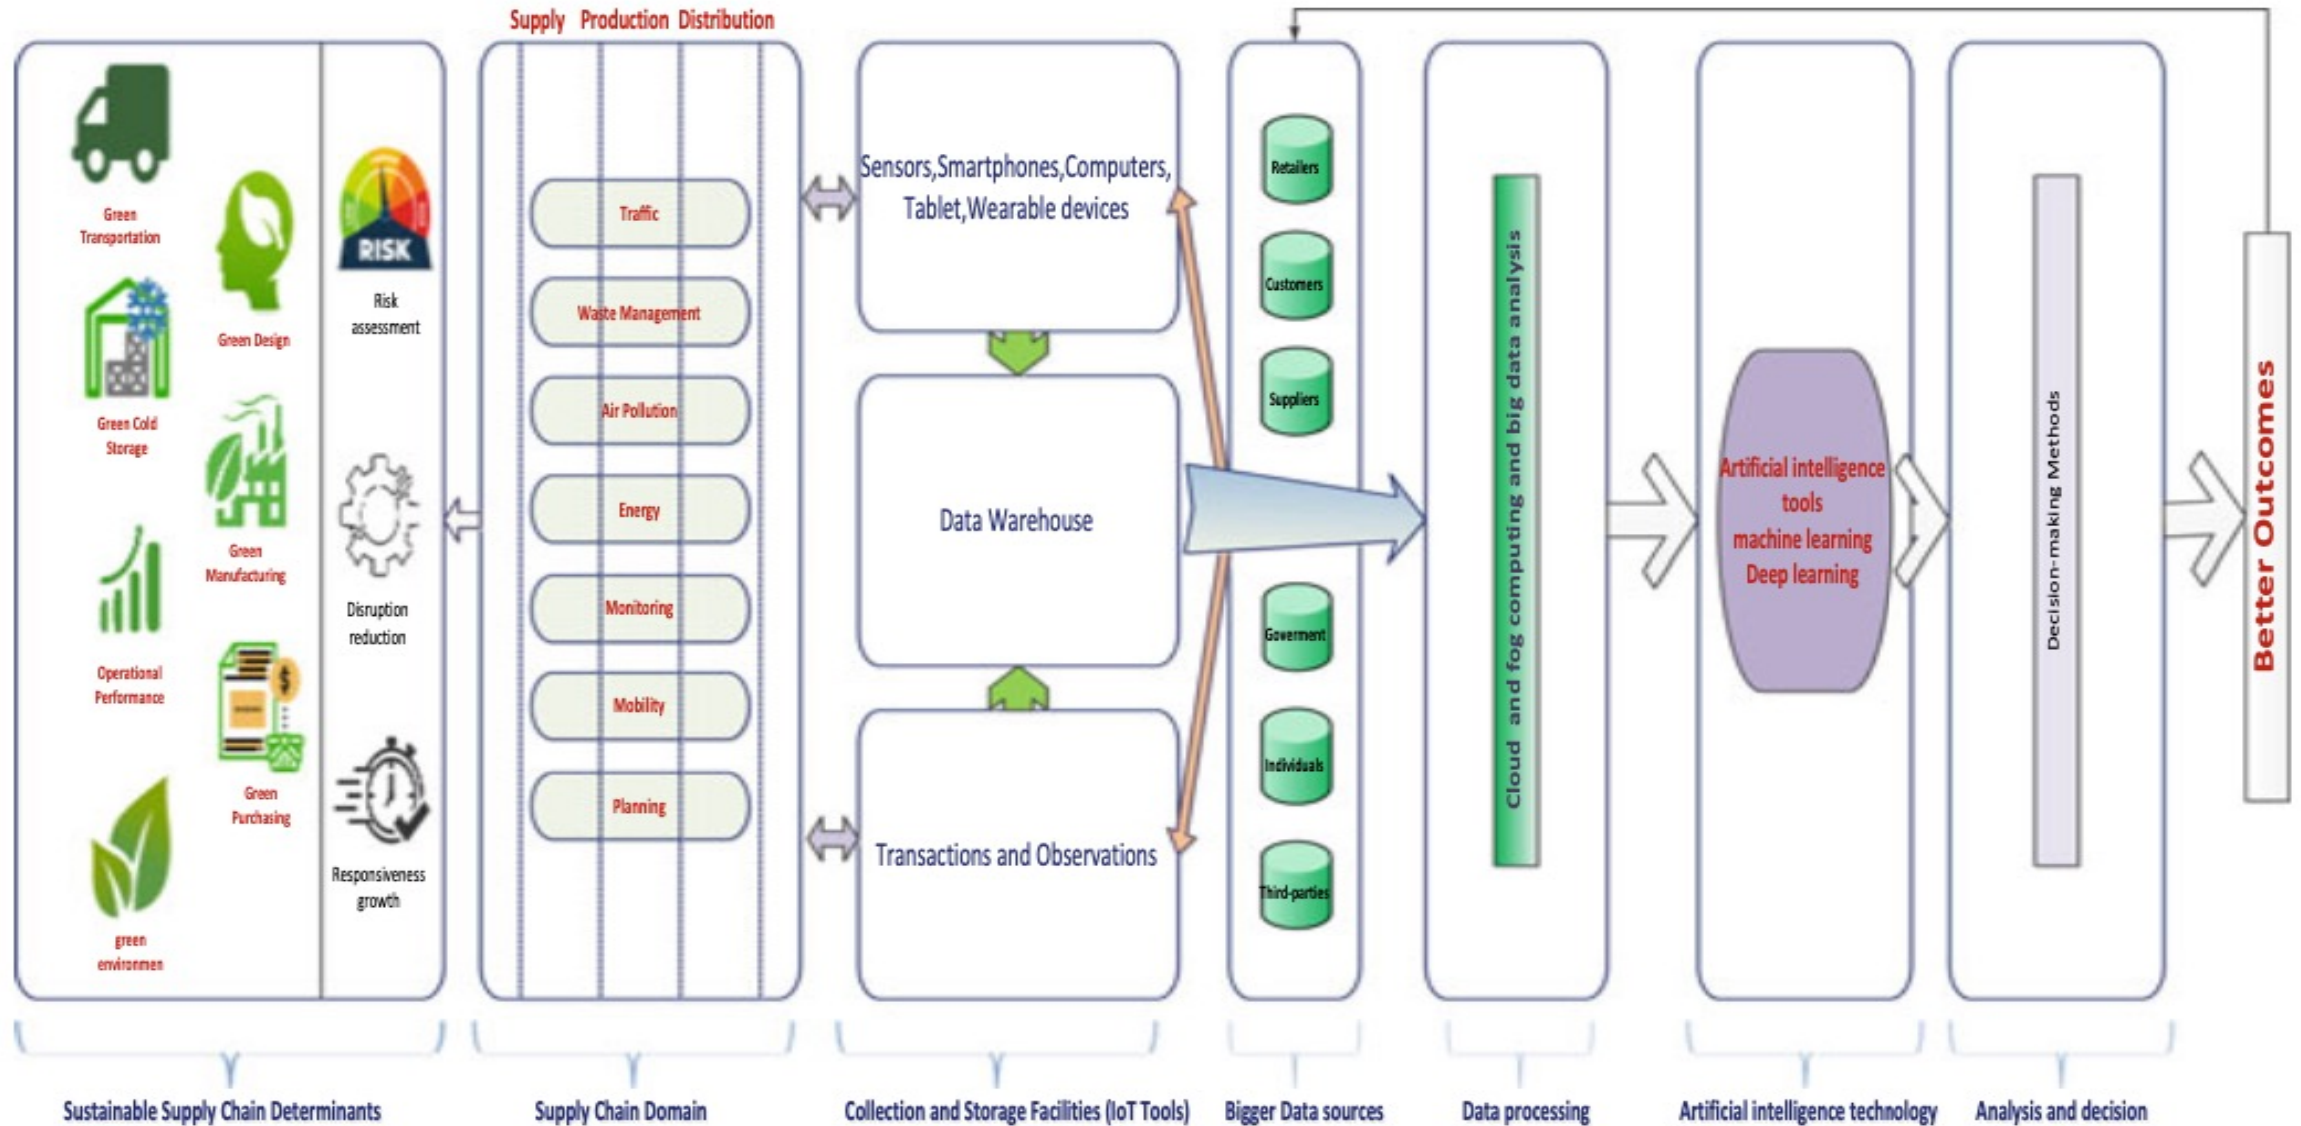 Supply Production Distribution
Green
Transportation
Green Design
Green Cold
Storage
Green
Manufacturing
Operational
Performance
Green
Purchasing
green
environmen
RISK
Risk
assessment
Disruption
reduction
Responsiveness
growth
Traffic
Waste Management
Air Pollution
Energy
Monitoring
Mobility
Planning
Sensors,Smartphones,Computers,
Tablet,Wearable devices
Data Warehouse
Transactions and Observations
Retailers
Customers
Suppliers
Goverment
Individuals
Third-parties
Cloud and fog computing and big data analysis
Artificial intelligence
tools
machine learning
Deep learning
Decision-making Methods
Better Outcomes
Sustainable Supply Chain Determinants
Supply Chain Domain
Collection and Storage Facilities (IoT Tools)
Bigger Data sources
Data processing
Artificial intelligence technology
Analysis and decision